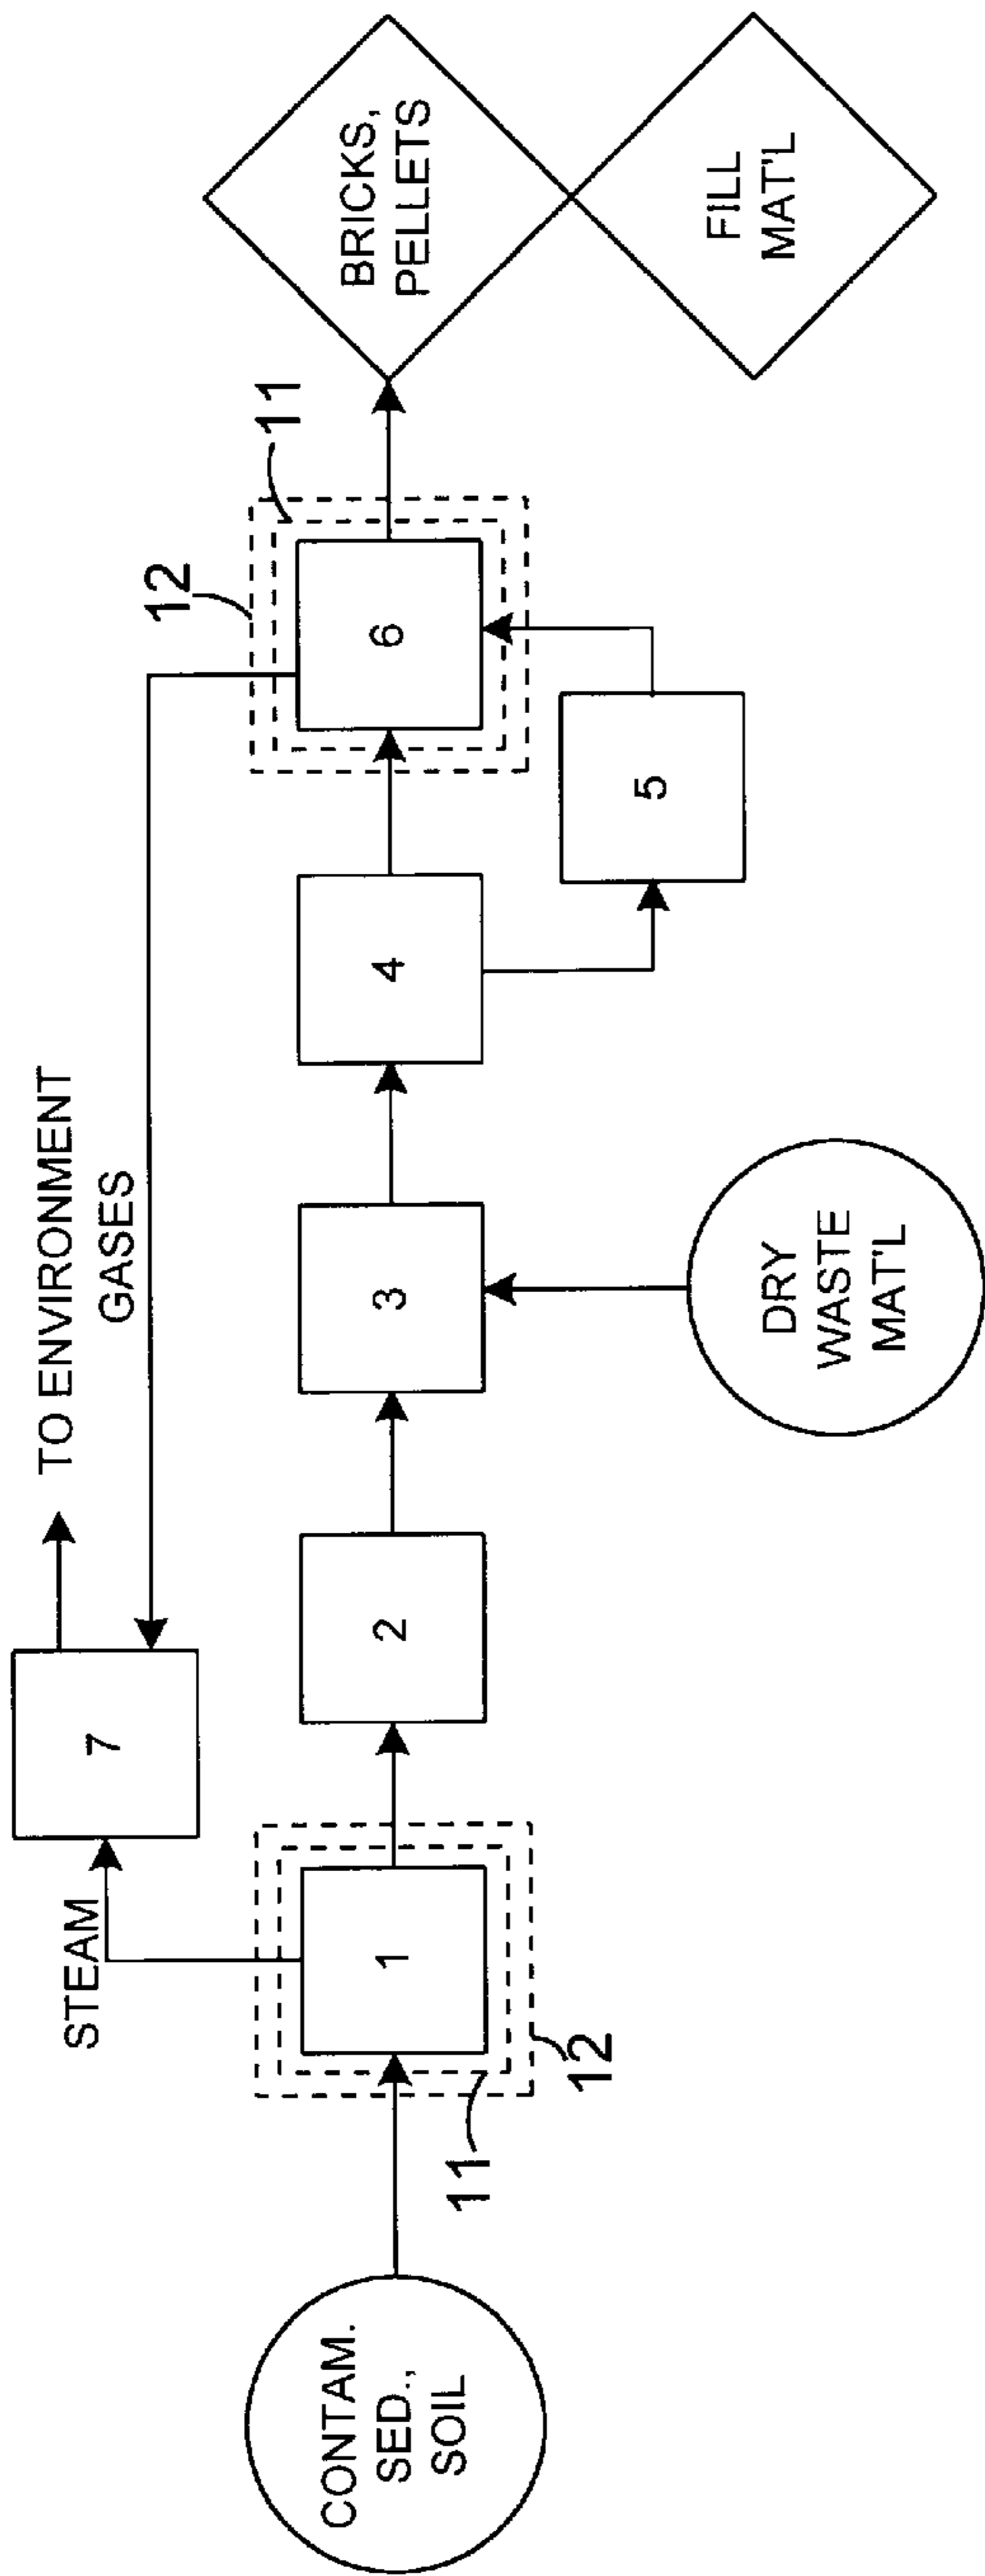 TO ENVIRONMENT
STEAM
7
GASES
12
11
BRICKS,
PELLETS
CONTAM.
SED.,
SOIL
1
2
3
4
6
11
12
5
DRY
WASTE
MAT'L
FILL
MAT'L